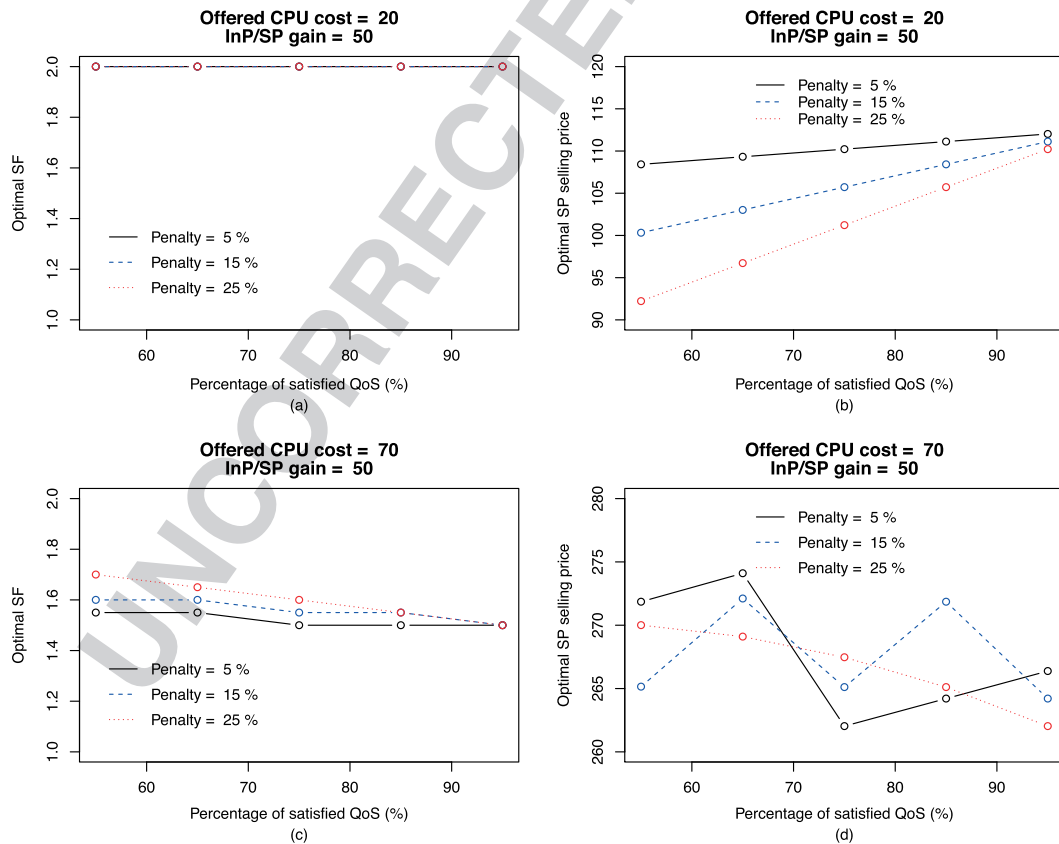 Offered CPU cost = 20
InP/SP gain = 50
2.0
1.8
1.6
1.4
1.2
1.0
Optimal SF
Penalty = 5 %
Penalty = 15 %
Penalty = 25 %
60
70
80
90
Percentage of satisfied QoS (%)
(a)
Offered CPU cost = 20
InP/SP gain = 50
120
115
110
105
100
95
90
Optimal SP selling price
Penalty = 5 %
Penalty = 15 %
Penalty = 25 %
60
70
80
90
Percentage of satisfied QoS (%)
(b)
Offered CPU cost = 70
InP/SP gain = 50
2.0
1.8
1.6
1.4
1.2
1.0
Optimal SF
Penalty = 5 %
Penalty = 15 %
Penalty = 25 %
60
70
80
90
Percentage of satisfied QoS (%)
(c)
Offered CPU cost = 70
InP/SP gain = 50
280
275
270
265
260
Optimal SP selling price
Penalty = 5 %
Penalty = 15 %
Penalty = 25 %
60
70
80
90
Percentage of satisfied QoS (%)
(d)
UNCORRECTE